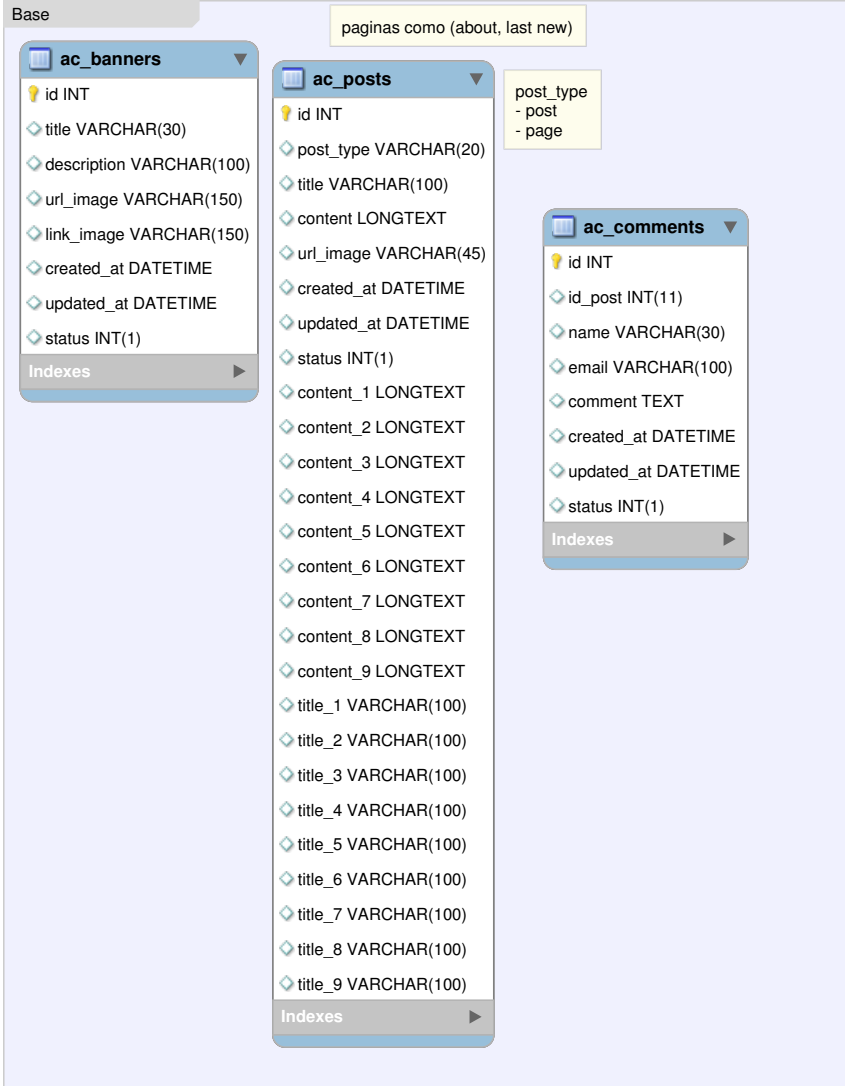 Base
paginas como (about, last new)
ac_banners
id INT
title VARCHAR(30)
description VARCHAR(100)
url_image VARCHAR(150)
link_image VARCHAR(150)
created_at DATETIME
updated_at DATETIME
status INT(1)
Indexes
ac_posts
id INT
post_type VARCHAR(20)
title VARCHAR(100)
content LONGTEXT
url_image VARCHAR(45)
created_at DATETIME
updated_at DATETIME
status INT(1)
content_1 LONGTEXT
content_2 LONGTEXT
content_3 LONGTEXT
content_4 LONGTEXT
content_5 LONGTEXT
content_6 LONGTEXT
content_7 LONGTEXT
content_8 LONGTEXT
content_9 LONGTEXT
title_1 VARCHAR(100)
title_2 VARCHAR(100)
title_3 VARCHAR(100)
title_4 VARCHAR(100)
title_5 VARCHAR(100)
title_6 VARCHAR(100)
title_7 VARCHAR(100)
title_8 VARCHAR(100)
title_9 VARCHAR(100)
Indexes
post_type
- post
- page
ac_comments
id INT
id_post INT(11)
name VARCHAR(30)
email VARCHAR(100)
comment TEXT
created_at DATETIME
updated_at DATETIME
status INT(1)
Indexes